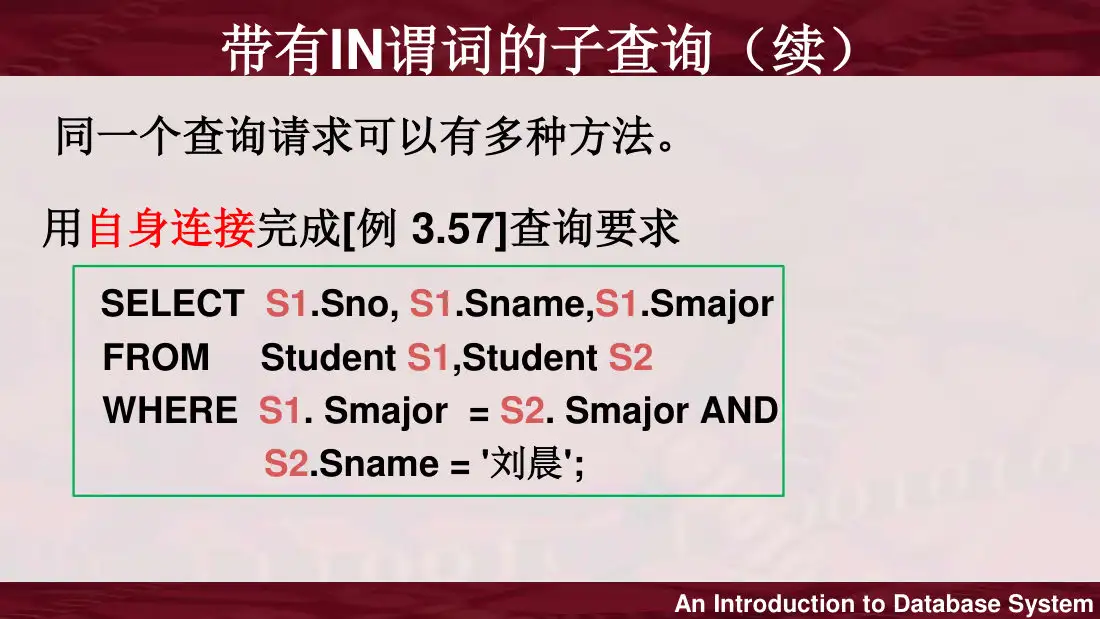 带有IN谓词的子查询（续）
同一个查询请求可以有多种方法。
用自身连接完成[例 3.57]查询要求
SELECT S1.Sno, S1.Sname,S1.Smajor
FROM Student S1,Student S2
WHERE S1. Smajor = S2. Smajor AND
S2.Sname = '刘晨';
An Introduction to Database System